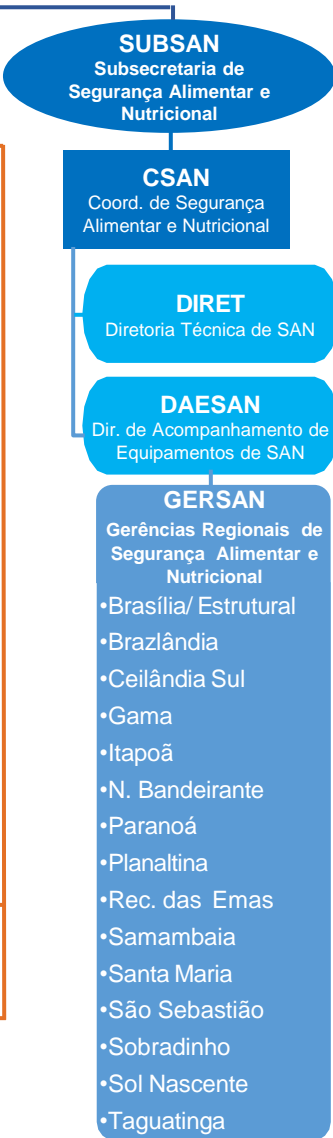 SUBSAN
Subsecretaria de
Segurança Alimentar e
Nutricional
CSAN
Coord. de Segurança
Alimentar e Nutricional
DIRET
Diretoria Técnica de SAN
DAESAN
Dir. de Acompanhamento de
Equipamentos de SAN
GERSAN
Gerências Regionais de
Segurança Alimentar e
Nutricional
•Brasília/ Estrutural
•Brazlândia
•Ceilândia Sul
•Gama
•Itapoã
•N. Bandeirante
•Paranoá
•Planaltina
•Rec. das Emas
•Samambaia
•Santa Maria
•São Sebastião
•Sobradinho
•Sol Nascente
•Taguatinga